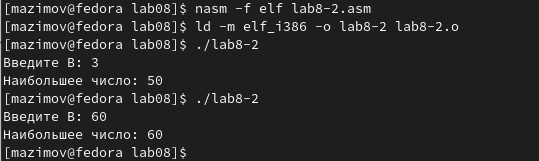 [mazimov@fedora lab08]$ nasm -f elf lab8-2.asm
[mazimov@fedora lab08]$ ld -m elf_i386 -o lab8-2 lab8-2.o
[mazimov@fedora lab08]$ ./lab8-2
Введите B: 3
Наибольшее число: 50
[mazimov@fedora lab08]$ ./lab8-2
Введите B: 60
Наибольшее число: 60
[mazimov@fedora lab08]$